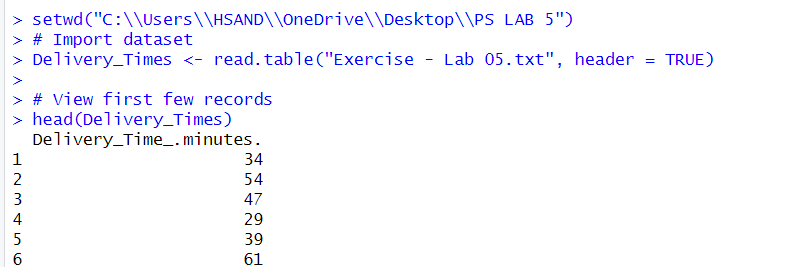 > setwd("C:\\Users\\HSAND\\OneDrive\\Desktop\\PS LAB 5")
> # Import dataset
> Delivery_Times <- read.table("Exercise - Lab 05.txt", header = TRUE)
>
> # View first few records
> head(Delivery_Times)
  Delivery_Time_.minutes.
1                      34
2                      54
3                      47
4                      29
5                      39
6                      61